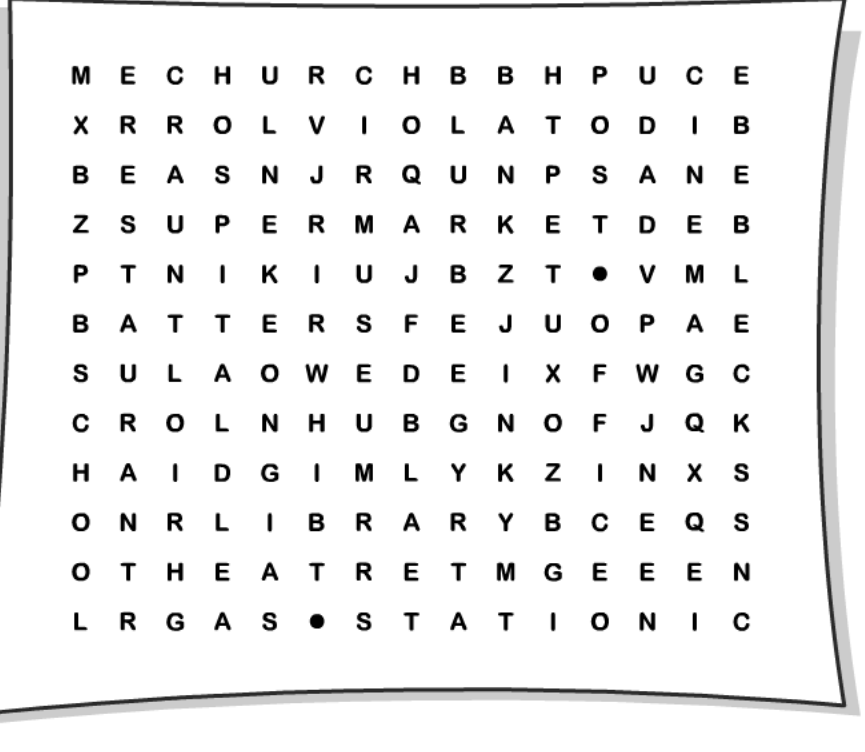 M E C H U R C H B B H P U C E
X R R O L V I O L A T O D I B
B E A S N J R Q U N P S A N E
Z S U P E R M A R K E T D E B
P T N I K I U J B Z T • V M L
B A T T E R S F E J U O P A E
S U L A O W E D E I X F W G C
C R O L N H U B G N O F J Q K
H A I D G I M L Y K Z I N X S
O N R L I B R A R Y B C E Q S
O T H E A T R E T M G E E E N
L R G A S • S T A T I O N I C